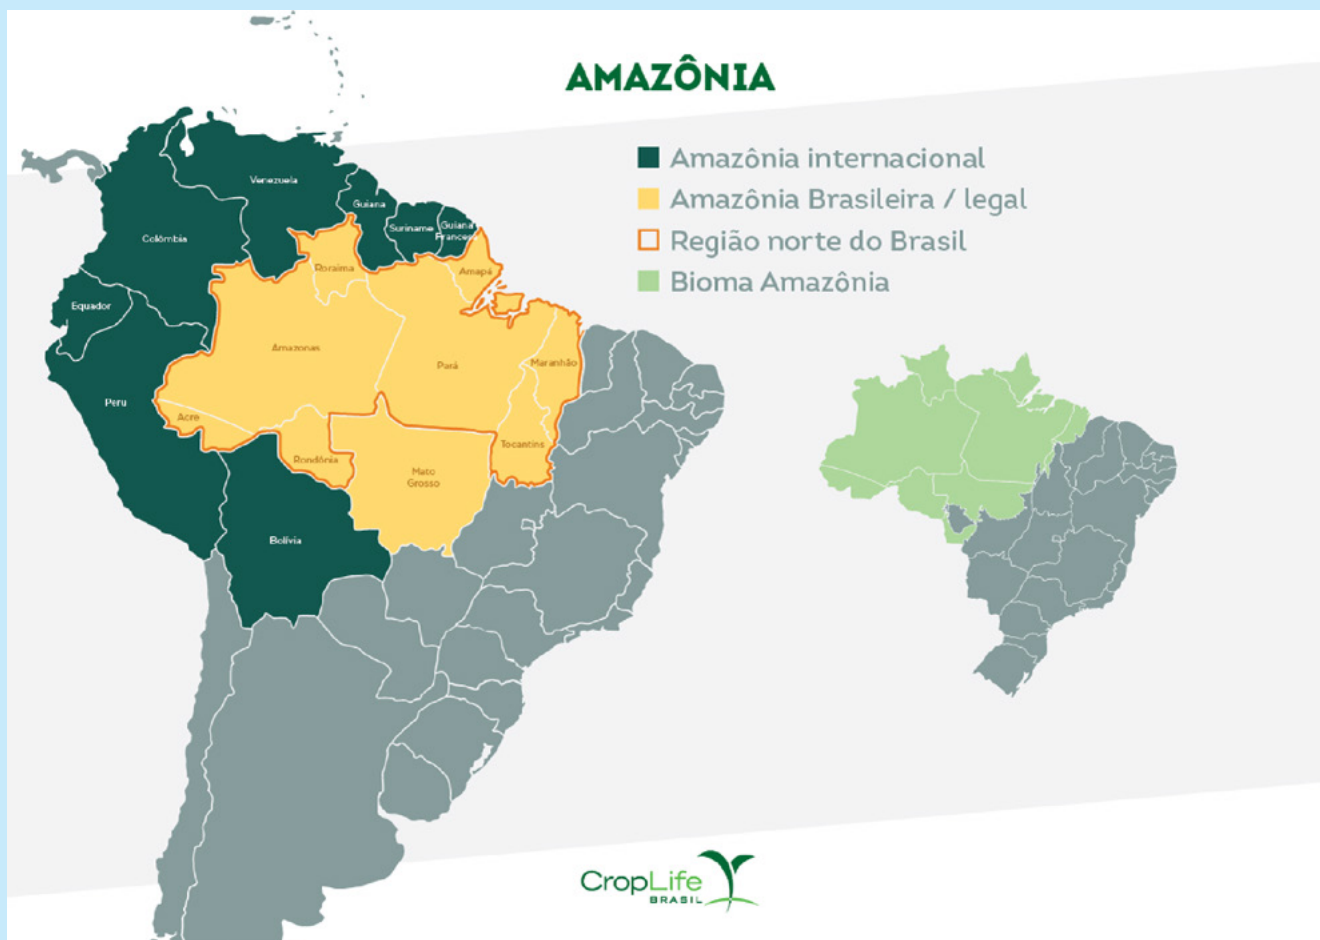 AMAZÔNIA
Amazônia internacional
Amazônia Brasileira / legal
Região norte do Brasil
Bioma Amazônia
Venezuela
Guiana
Suriname
Guiana
Francesa
Colômbia
Roraima
Amapá
Equador
Amazonas
Pará
Maranhão
Peru
Acre
Tocantins
Rondônia
Mato
Grosso
Bolívia
CropLife
BRASIL